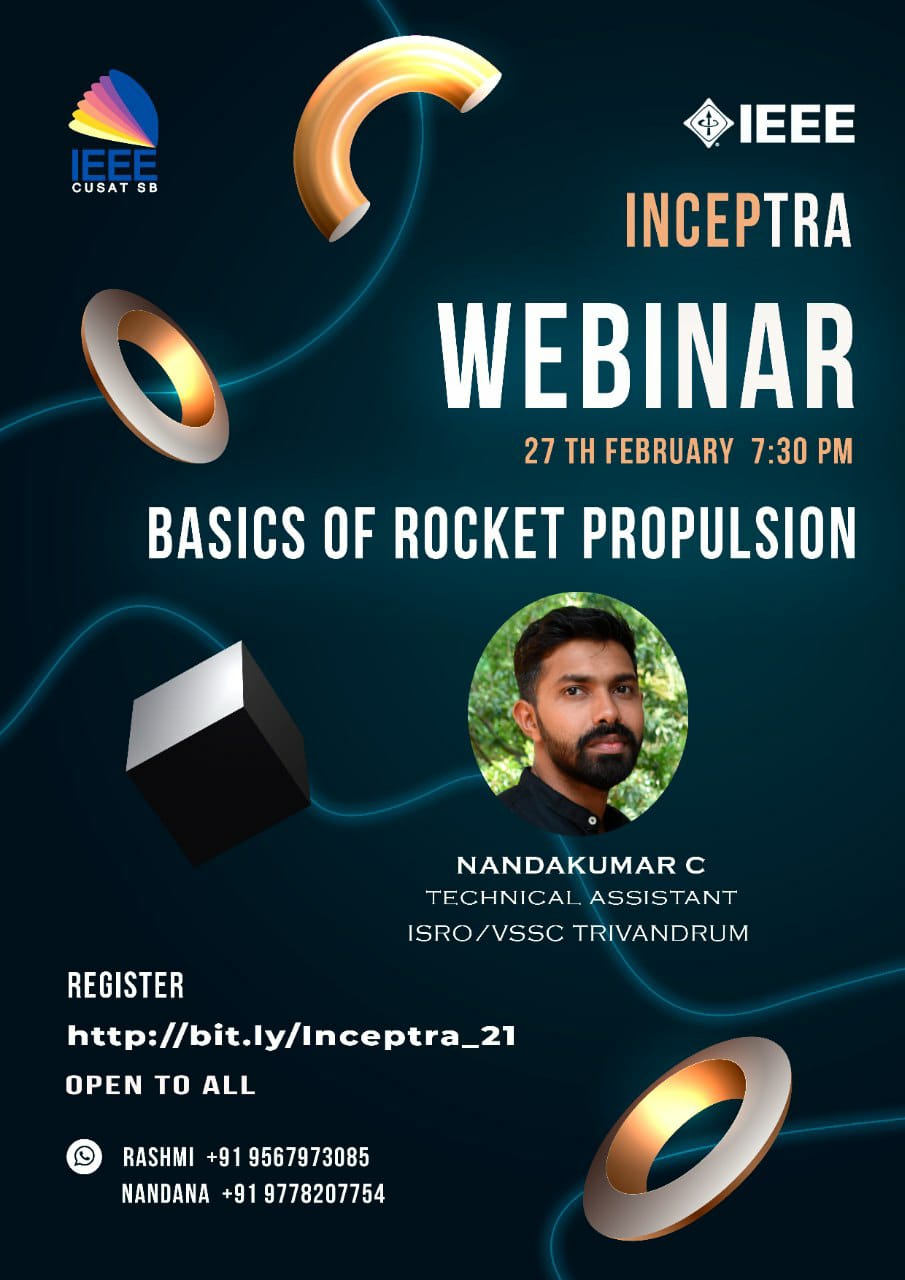 IEEE
CUSAT SB
IEEE
INCEPTRA
WEBINAR
27 TH FEBRUARY 7:30 PM
BASICS OF ROCKET PROPULSION
NANDAKUMAR C
TECHNICAL ASSISTANT
ISRO/VSSC TRIVANDRUM
REGISTER
http://bit.ly/Inceptra_21
OPEN TO ALL
RASHMI +91 9567973085
NANDANA +91 9778207754